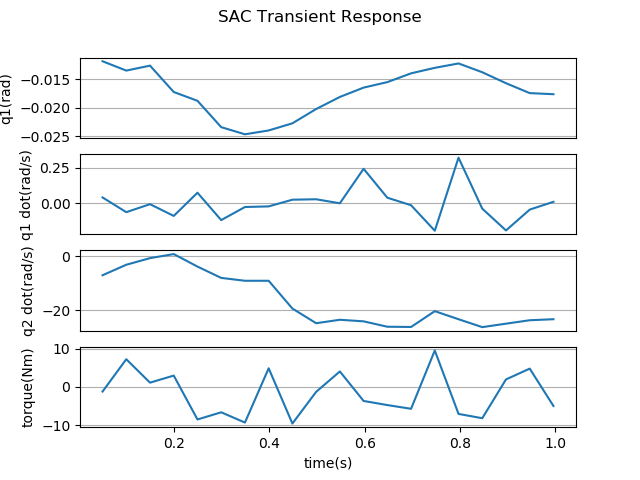 SAC Transient Response
q1(rad)
−0.015
−0.020
−0.025
q1 dot(rad/s)
0.25
0.00
q2 dot(rad/s)
0
−20
torque(Nm)
10
0
−10
0.2 0.4 0.6 0.8 1.0
time(s)